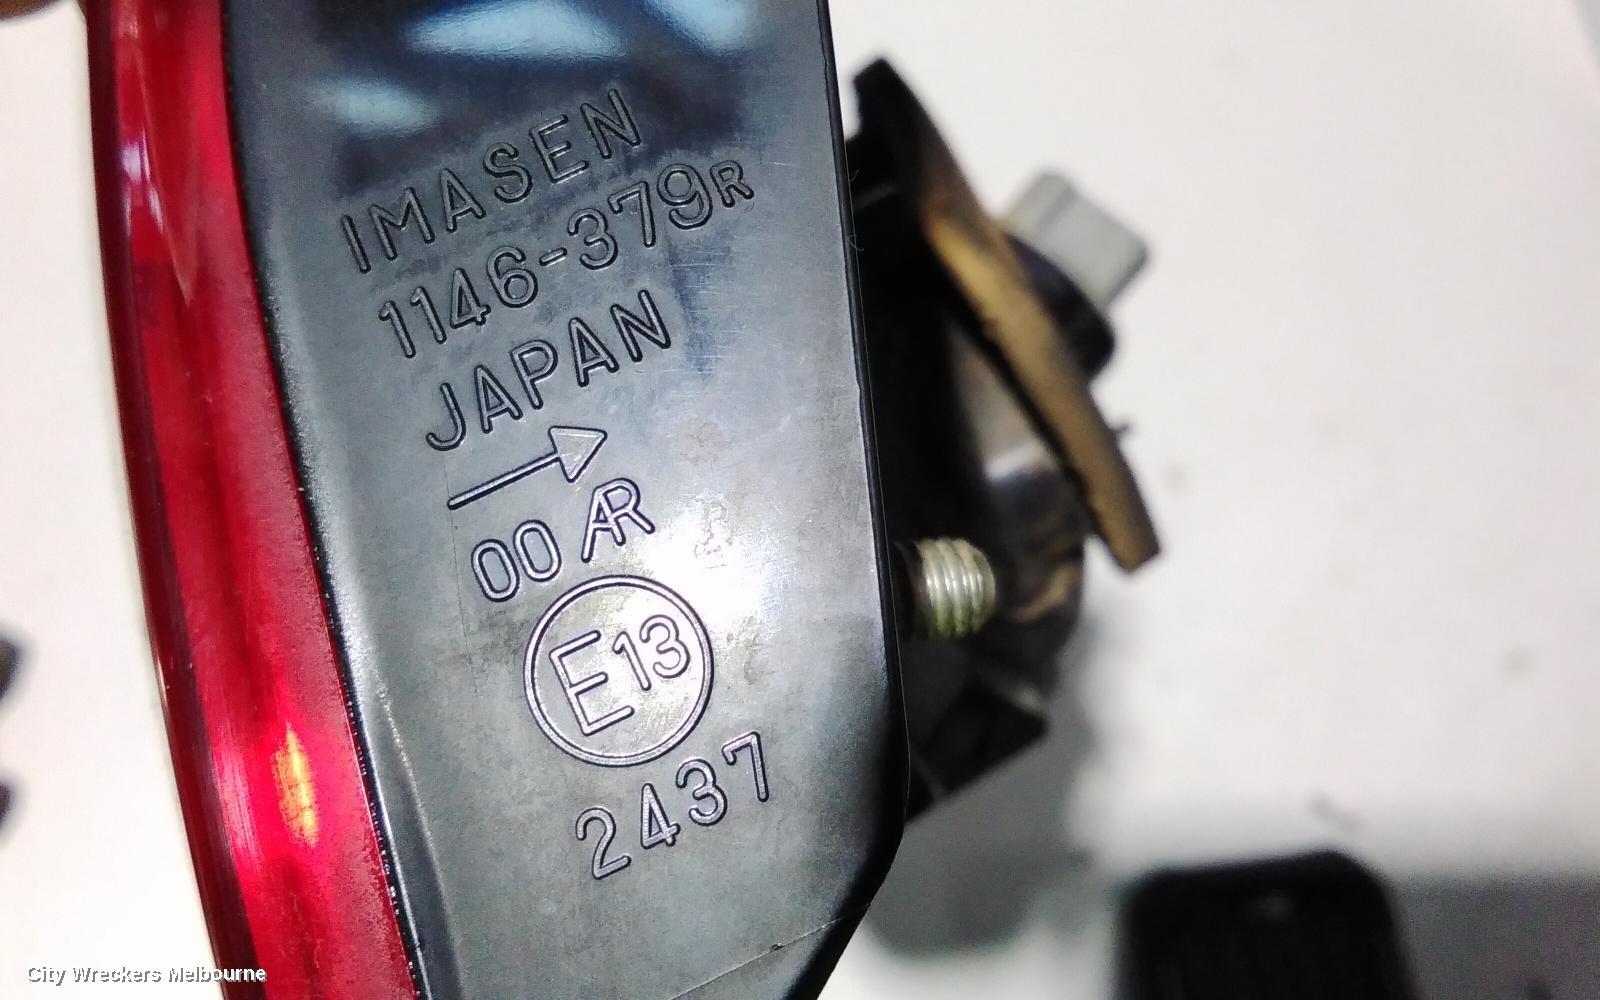 IMASEN
1146-379R
JAPAN
→
00 AR
E13
2437
City Wreckers Melbourne